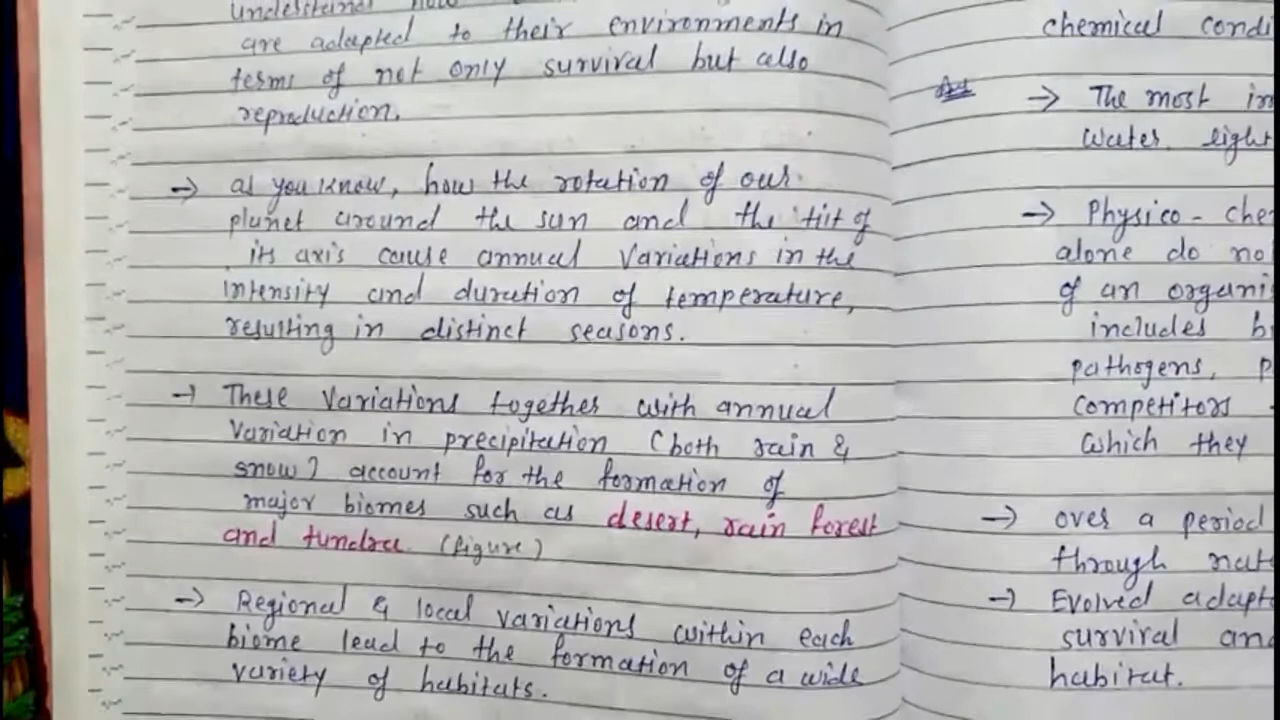 are adapted to their environments in
terms of not only survival but also
reproduction.
→ as you know, how the rotation of our
planet around the sun and the tilt of
its axis cause annual variations in the
intensity and duration of temperature,
resulting in distinct seasons.
→ These variations together with annual
variation in precipitation (both rain &
snow) account for the formation of
major biomes such as desert, rain forest
and tundra (figure)
→ Regional & local variations within each
biome lead to the formation of a wide
variety of habitats.
chemical
→ The most
water, light
→ Physico -
alone do
of an
includes
pathogens,
competitors
which they
→ over a period
through
→ Evolved
survival
habitat.